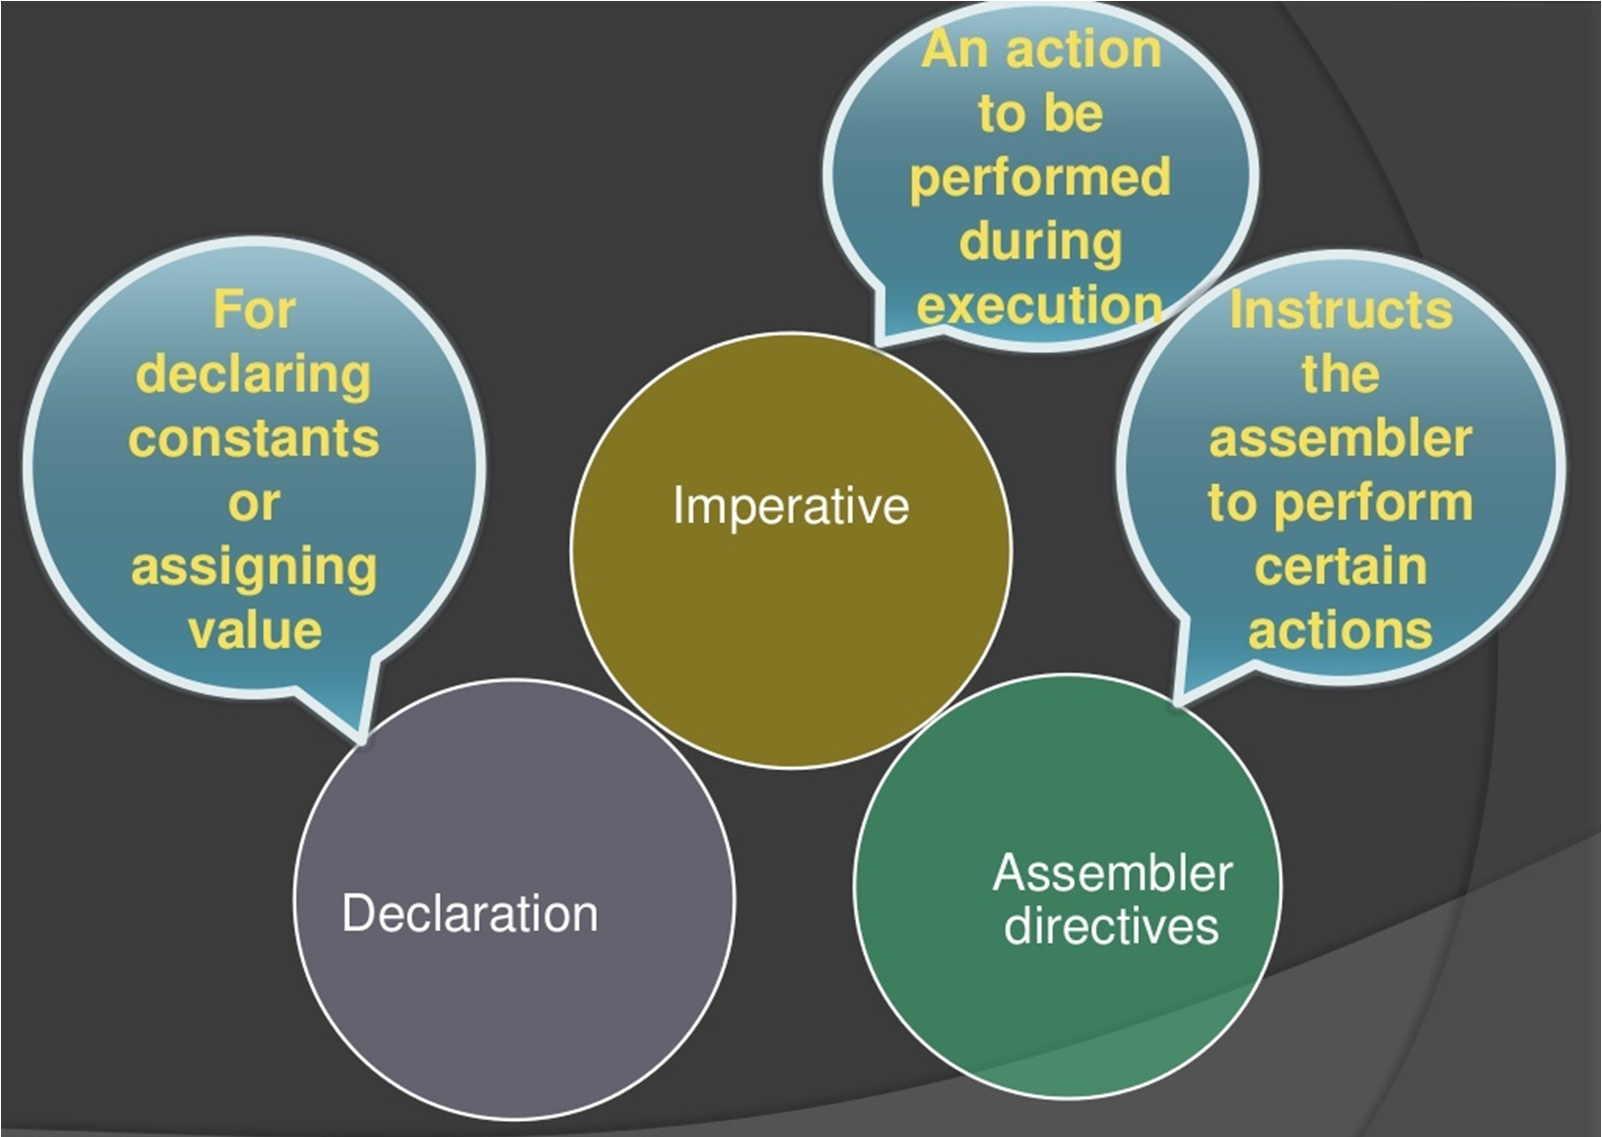 An action
to be
performed
during
execution
For
declaring
constants
or
assigning
value
Instructs
the
assembler
to perform
certain
actions
Imperative
Declaration
Assembler
directives